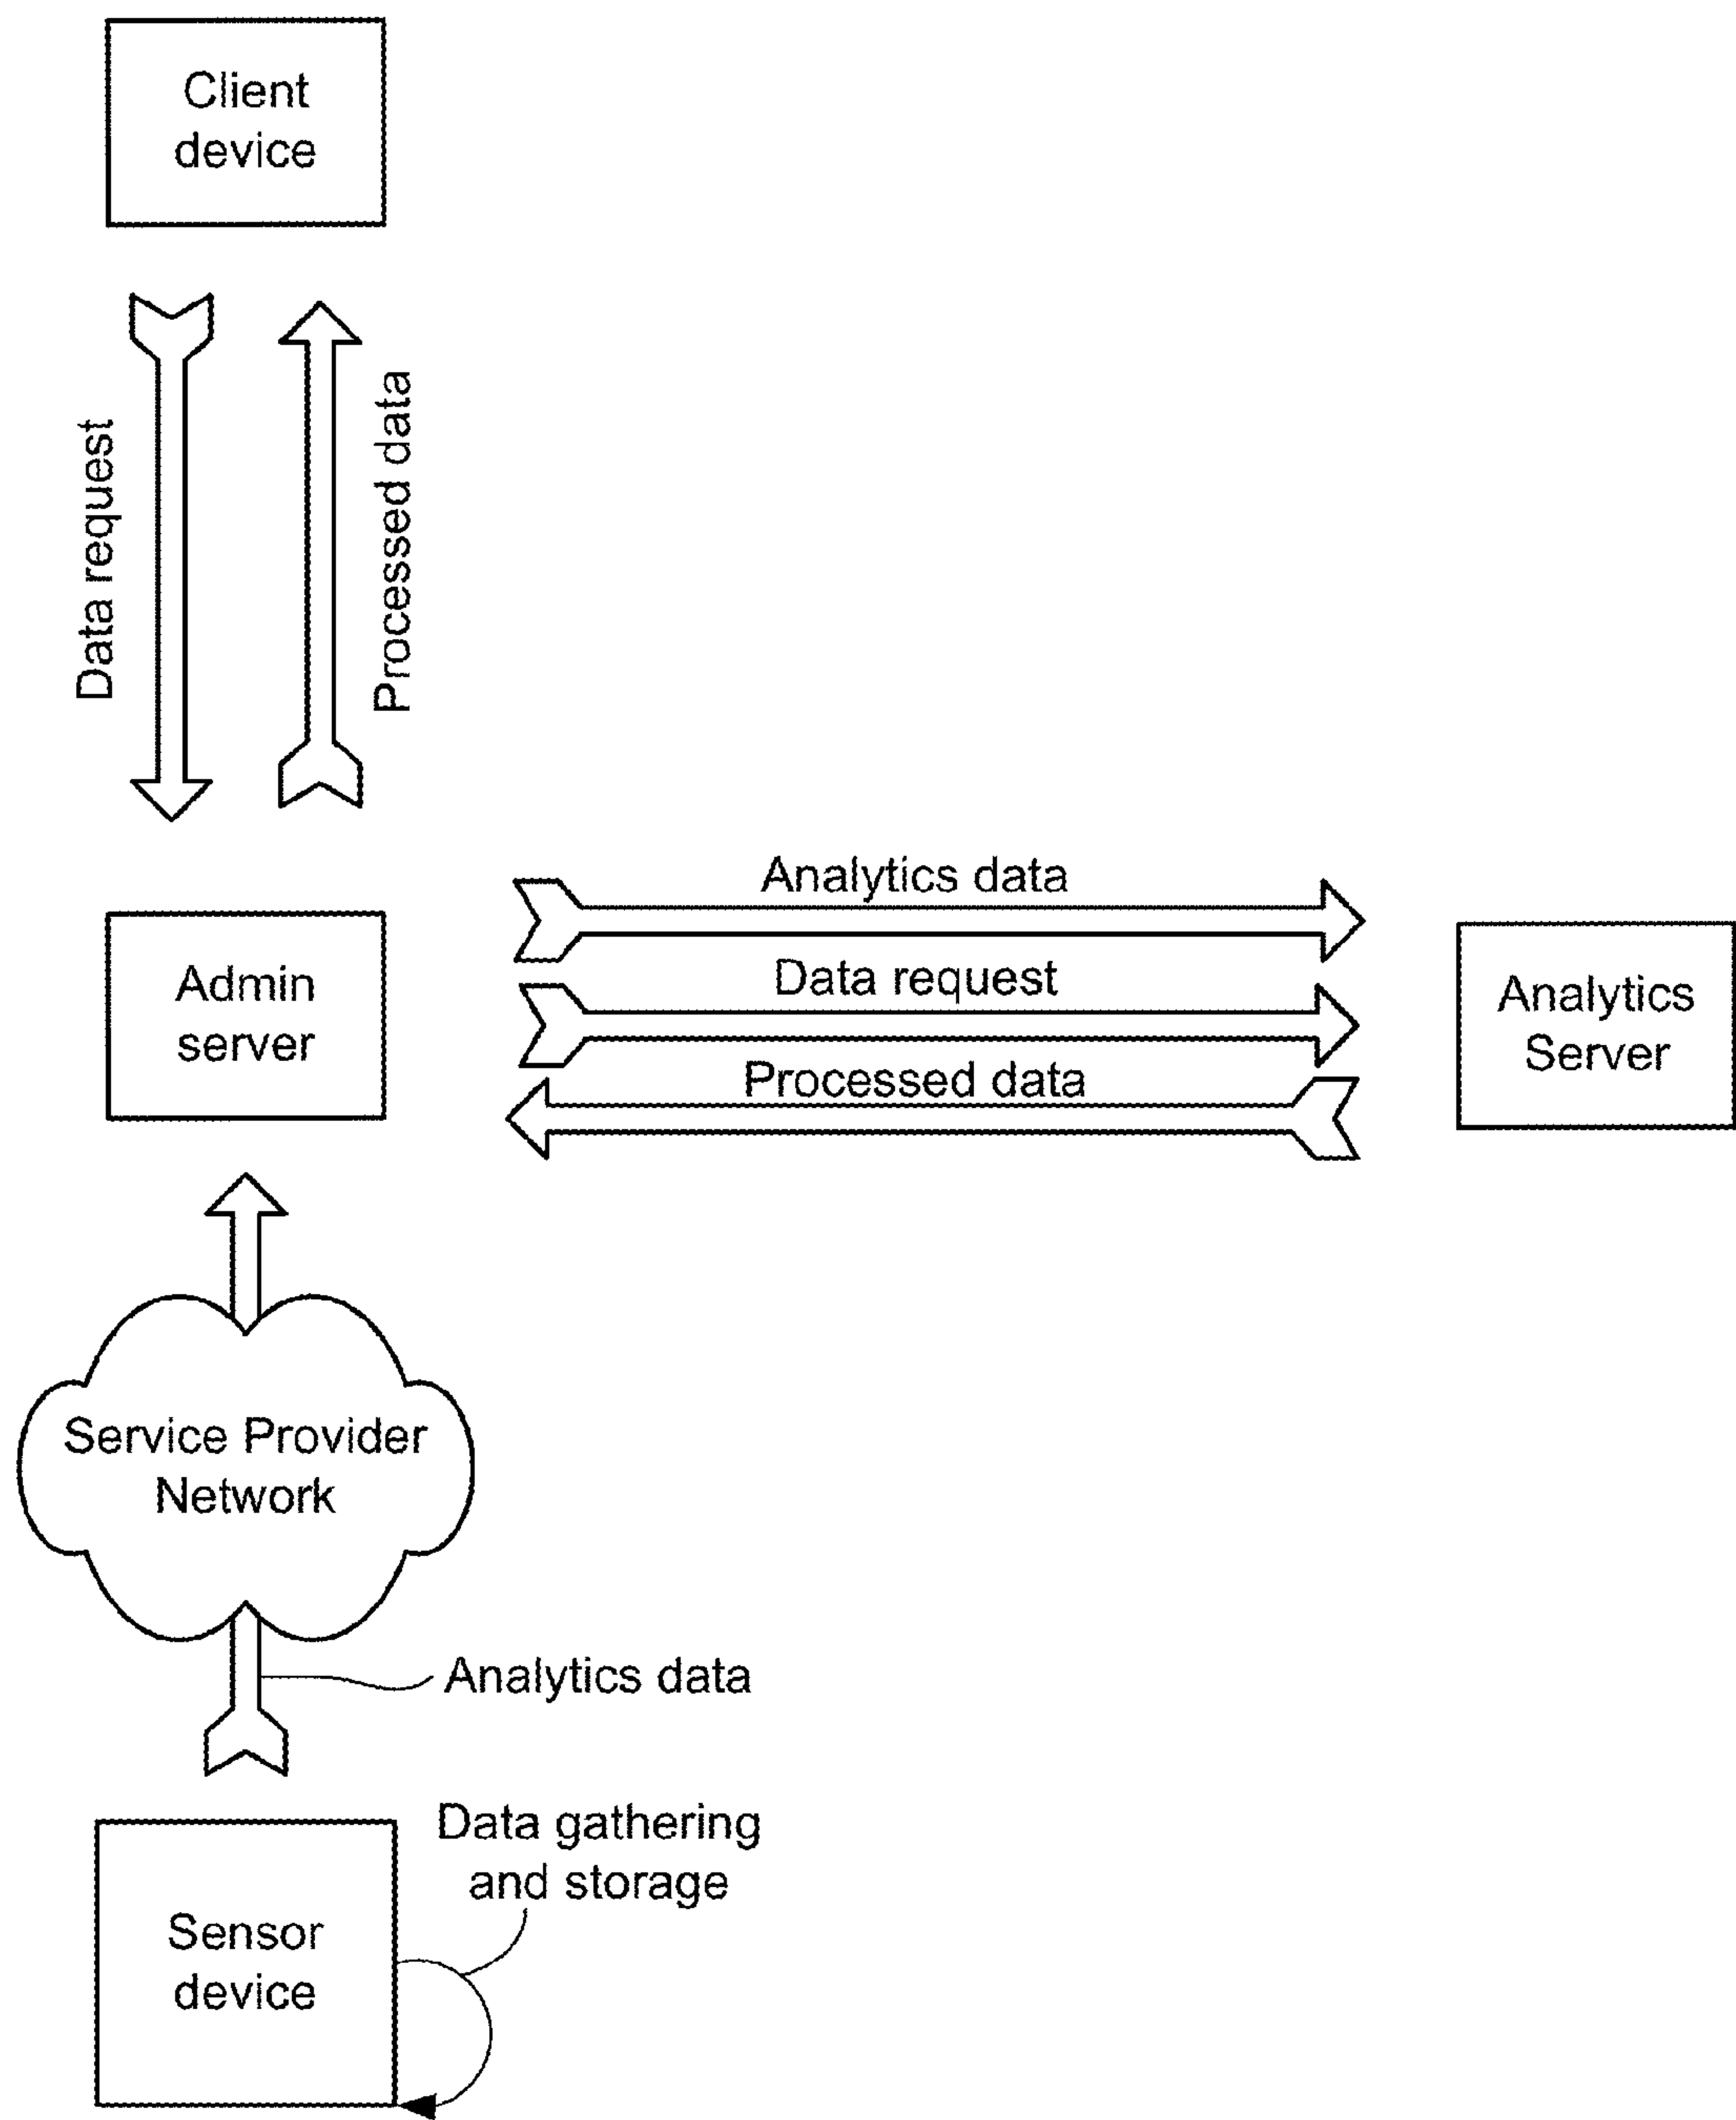 Client
device
Data request
Processed data
Analytics data
Admin
server
Data request
Analytics
Server
Processed data
Service Provider
Network
Analytics data
Data gathering
and storage
Sensor
device